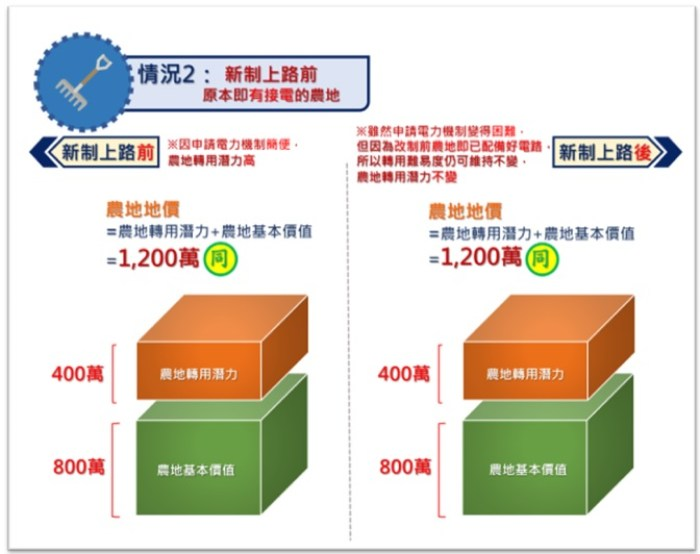 情況2： 新制上路前
原本即有接電的農地
新制上路前
※因申請電力機制簡便，
農地轉用潛力高
農地地價
=農地轉用潛力+農地基本價值
=1,200萬 同
400萬
農地轉用潛力
800萬
農地基本價值
※雖然申請電力機制變得困難，
但因為改制前農地即已配備好電路，
所以轉用難易度仍可維持不變，
農地轉用潛力不變
新制上路後
農地地價
=農地轉用潛力+農地基本價值
=1,200萬 同
400萬
農地轉用潛力
800萬
農地基本價值